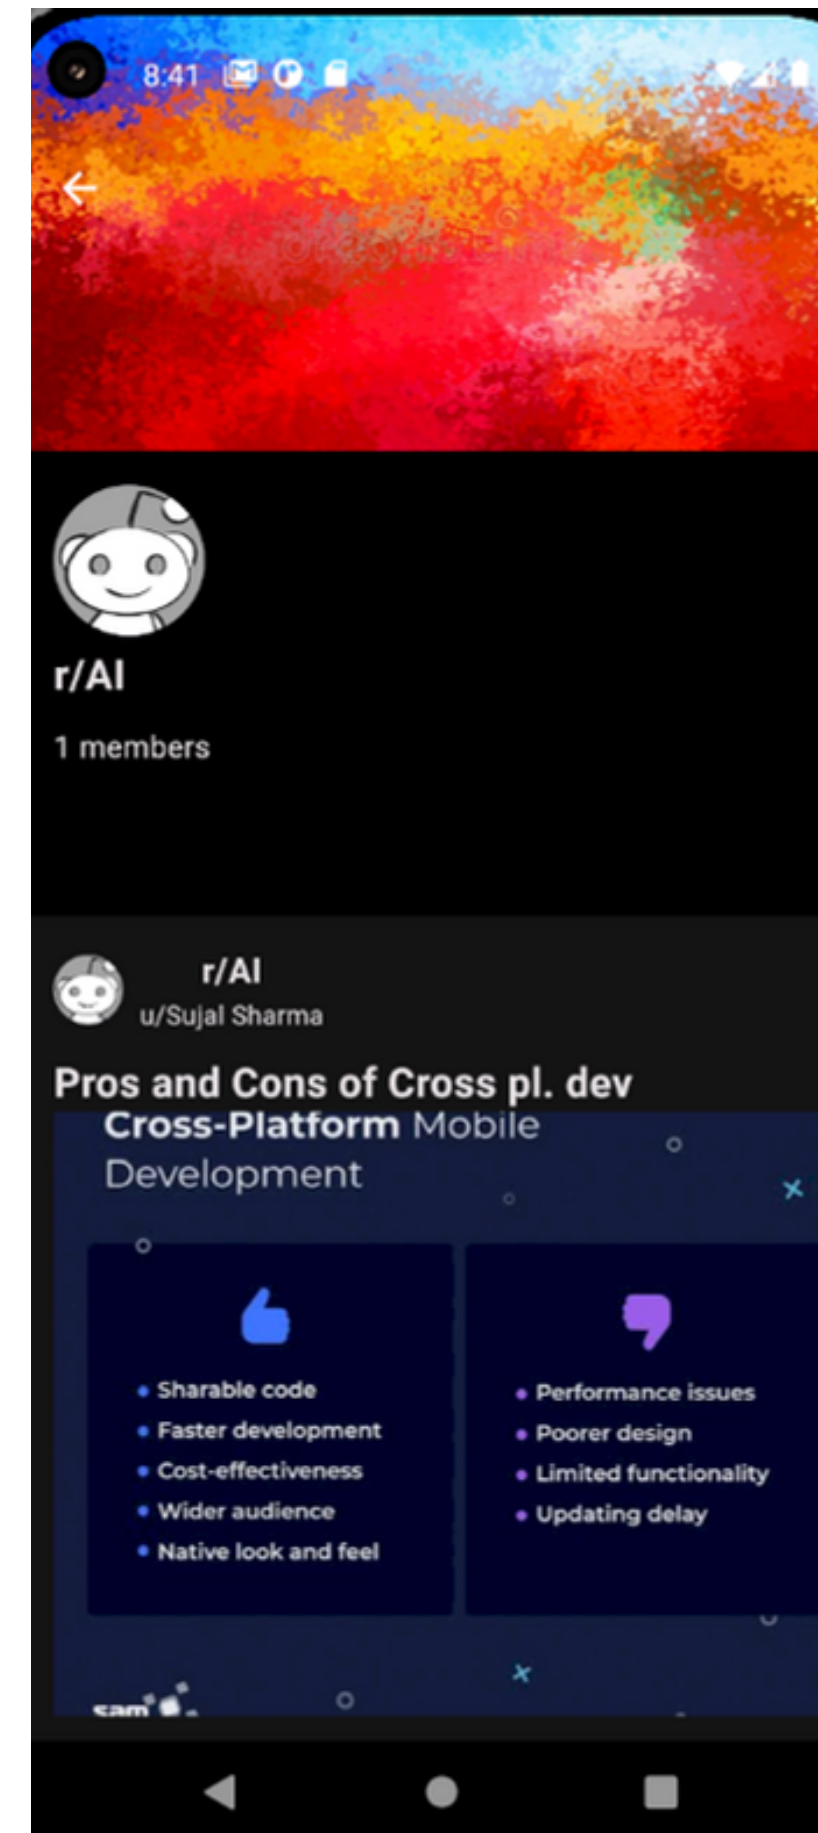 8:41
r/AI
1 members
r/AI
u/Sujal Sharma
Pros and Cons of Cross pl. dev
Cross-Platform Mobile
Development
Sharable code
Faster development
Cost-effectiveness
Wider audience
Native look and feel
Performance issues
Poorer design
Limited functionality
Updating delay
sam